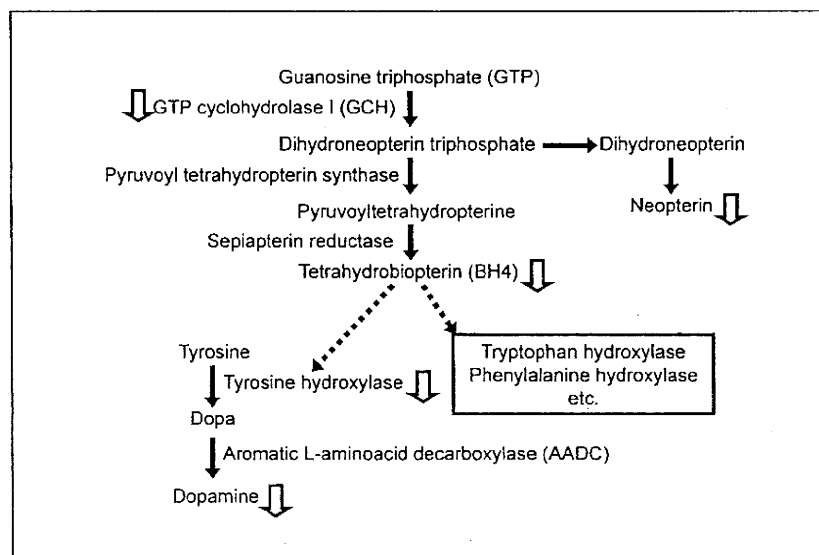 Guanosine triphosphate (GTP)
GTP cyclohydrolase I (GCH)
Dihydroneopterin triphosphate
Dihydroneopterin
Pyruvoyl tetrahydropterin synthase
Pyruvoyltetrahydropterine
Neopterin
Sepiapterin reductase
Tetrahydrobiopterin (BH4)
Tyrosine
Tyrosine hydroxylase
Tryptophan hydroxylase
Phenylalanine hydroxylase
etc.
Dopa
Aromatic L-aminoacid decarboxylase (AADC)
Dopamine